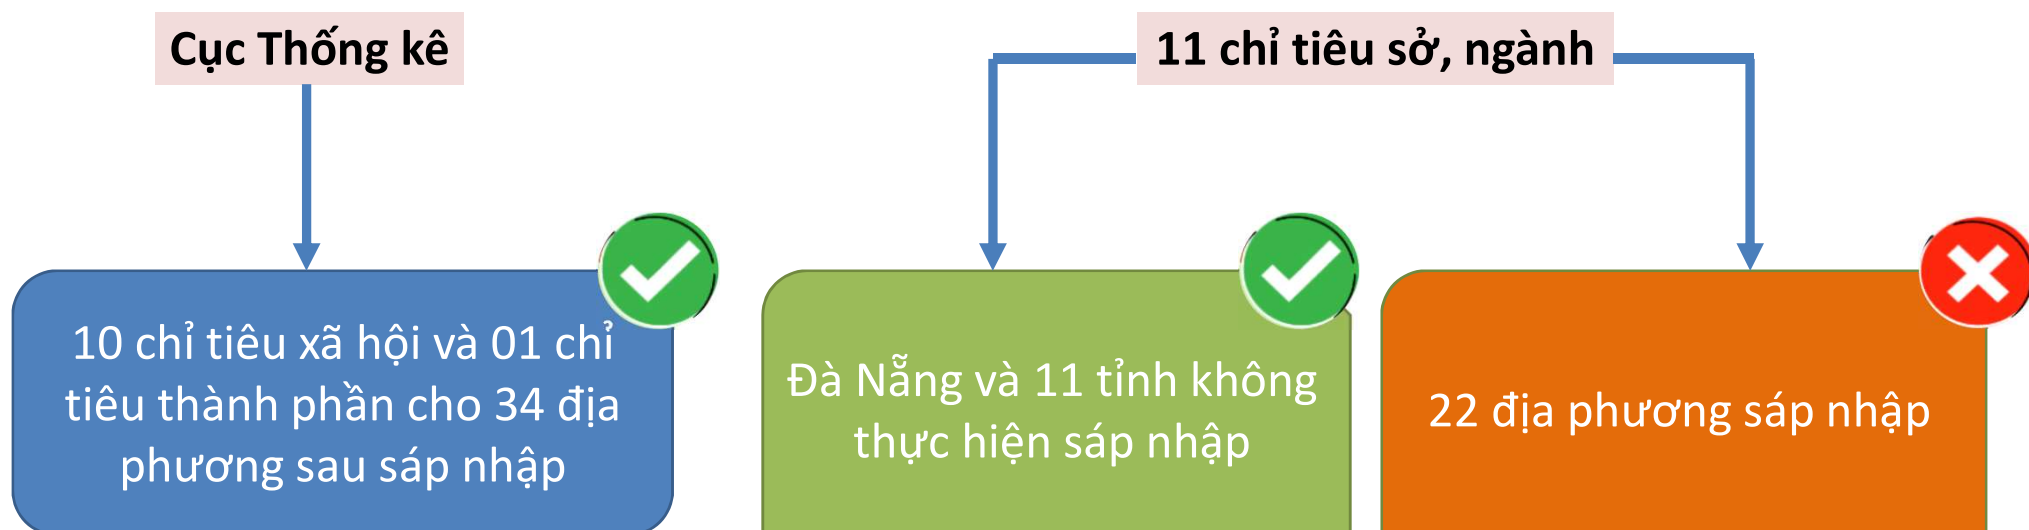 Cục Thống kê
11 chỉ tiêu sở, ngành
10 chỉ tiêu xã hội và 01 chỉ
tiêu thành phần cho 34 địa
phương sau sáp nhập
Đà Nẵng và 11 tỉnh không
thực hiện sáp nhập
22 địa phương sáp nhập